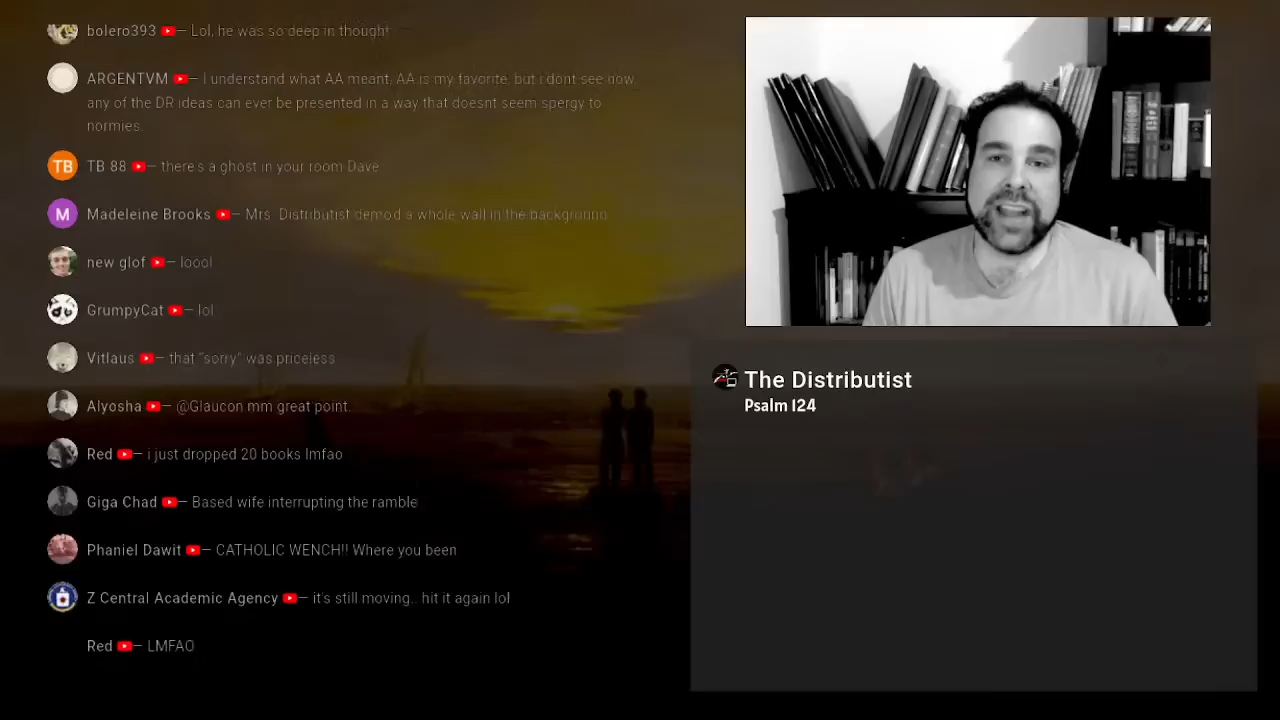 bolero393 — Lol, he was so deep in thought
ARGENTVM — I understand what AA meant, AA is my favorite, but i dont see how
any of the DR ideas can ever be presented in a way that doesnt seem spergy to
normies.
TB
TB 88 — there's a ghost in your room Dave
M
Madeleine Brooks — Mrs. Distributist demo'd a whole wall in the background
new glof — loool
GrumpyCat — lol
Vitlaus — that "sorry" was priceless
Alyosha — @Glaucon mm great point.
Red — i just dropped 20 books lmfao
Giga Chad — Based wife interrupting the ramble
Phaniel Dawit — CATHOLIC WENCH!! Where you been
Z Central Academic Agency — it's still moving.. hit it again lol
Red — LMFAO
The Distributist
Psalm 124